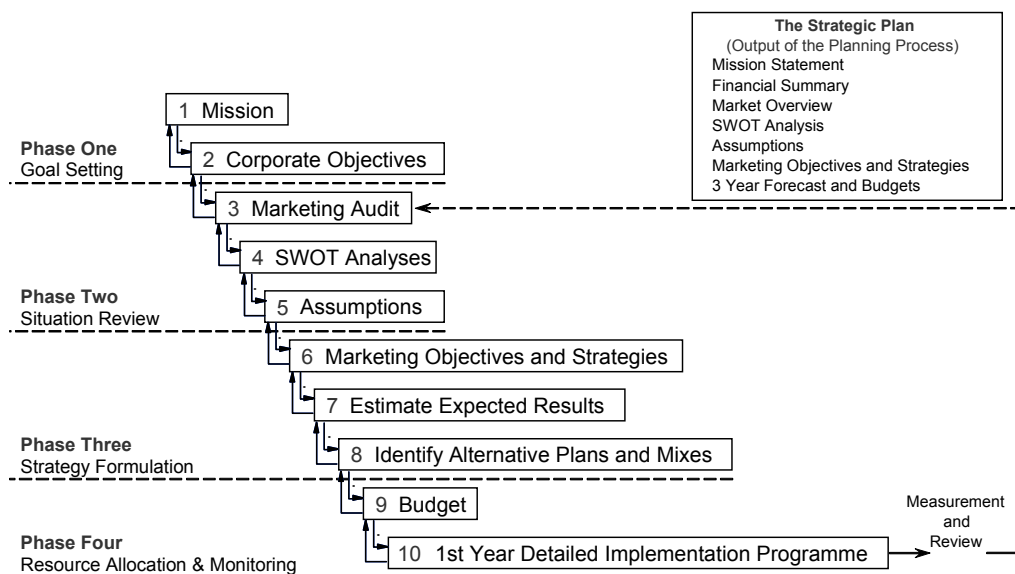 The Strategic Plan
(Output of the Planning Process)
Mission Statement
Financial Summary
Market Overview
SWOT Analysis
Assumptions
Marketing Objectives and Strategies
3 Year Forecast and Budgets
1 Mission
Phase One
Goal Setting
2 Corporate Objectives
3 Marketing Audit
4 SWOT Analyses
Phase Two
Situation Review
5 Assumptions
6 Marketing Objectives and Strategies
7 Estimate Expected Results
Phase Three
Strategy Formulation
8 Identify Alternative Plans and Mixes
9 Budget
Measurement
and
Review
Phase Four
Resource Allocation & Monitoring
10 1st Year Detailed Implementation Programme